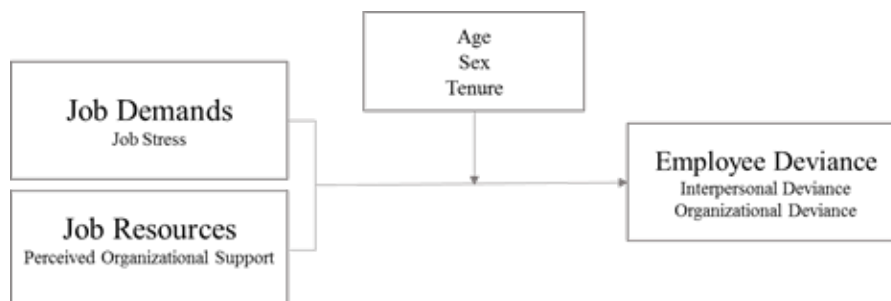 Age
Sex
Tenure
Job Demands
Job Stress
Employee Deviance
Interpersonal Deviance
Organizational Deviance
Job Resources
Perceived Organizational Support